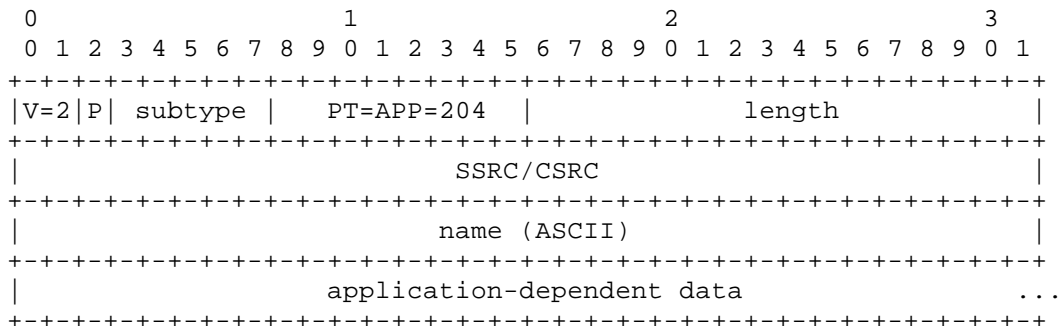 0                   1                   2                   3
 0 1 2 3 4 5 6 7 8 9 0 1 2 3 4 5 6 7 8 9 0 1 2 3 4 5 6 7 8 9 0 1
+-+-+-+-+-+-+-+-+-+-+-+-+-+-+-+-+-+-+-+-+-+-+-+-+-+-+-+-+-+-+-+-+
|V=2|P| subtype |   PT=APP=204  |             length            |
+-+-+-+-+-+-+-+-+-+-+-+-+-+-+-+-+-+-+-+-+-+-+-+-+-+-+-+-+-+-+-+-+
|                           SSRC/CSRC                           |
+-+-+-+-+-+-+-+-+-+-+-+-+-+-+-+-+-+-+-+-+-+-+-+-+-+-+-+-+-+-+-+-+
|                          name (ASCII)                         |
+-+-+-+-+-+-+-+-+-+-+-+-+-+-+-+-+-+-+-+-+-+-+-+-+-+-+-+-+-+-+-+-+
|                   application-dependent data                 ...
+-+-+-+-+-+-+-+-+-+-+-+-+-+-+-+-+-+-+-+-+-+-+-+-+-+-+-+-+-+-+-+-+